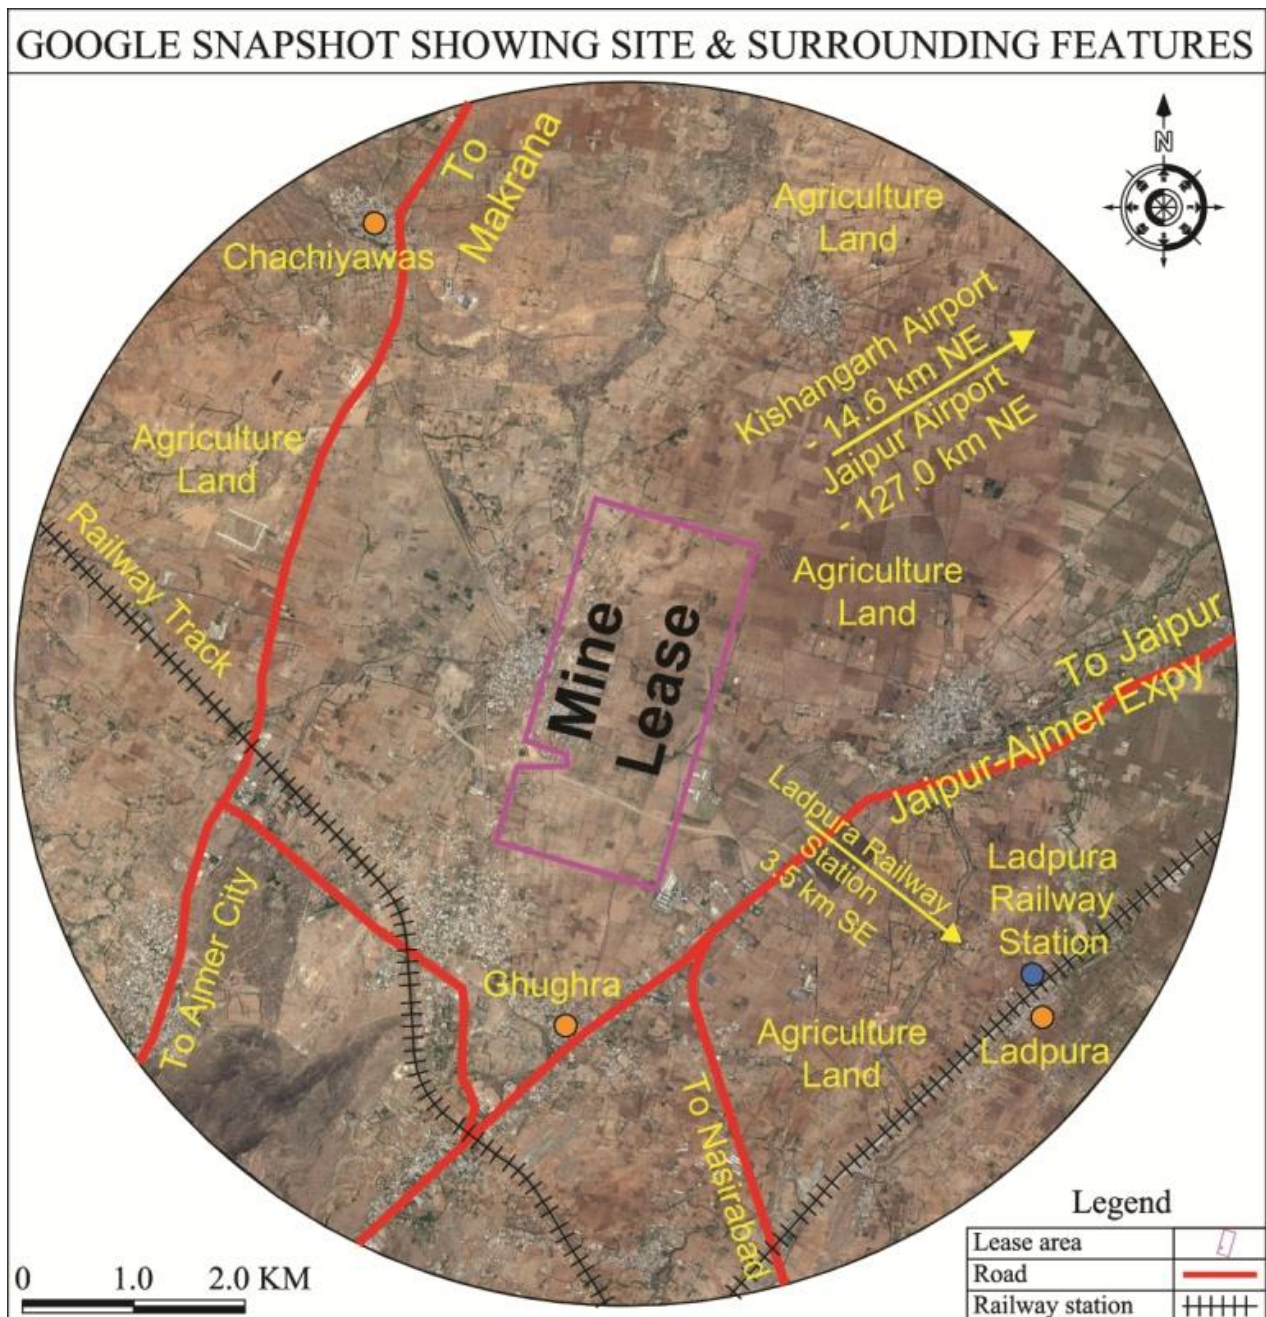 GOOGLE SNAPSHOT SHOWING SITE & SURROUNDING FEATURES
N
To
Makrana
Chachiyawas
Agriculture
Land
Kishangarh Airport
- 14.6 km NE
Jaipur Airport
- 127.0 km NE
Agriculture
Land
Railway Track
Agriculture
Land
Mine
Lease
To Jaipur
Jaipur-Ajmer Expy
Ladpura Railway
Station
3.5 km SE
Ladpura
Railway
Station
To Ajmer City
Ghughra
Agriculture
Land
Ladpura
To Nasirabad
0 1.0 2.0 KM
Legend
Lease area
Road
Railway station